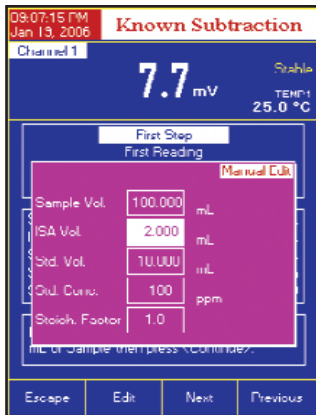 09:07:15 PM
Jan 19, 2006
Known Subtraction
Channel 1
7.7 mV
Stable
TEMP1
25.0 °C
First Step
First Reading
Manual Edit
Sample Vol. 100.000 mL
ISA Vol. 2.000 mL
Std. Vol. 10.000 mL
Std. Conc. 100 ppm
Stoich. Factor 1.0
mL of Sample then press <Continue>.
Escape Edit Next Previous